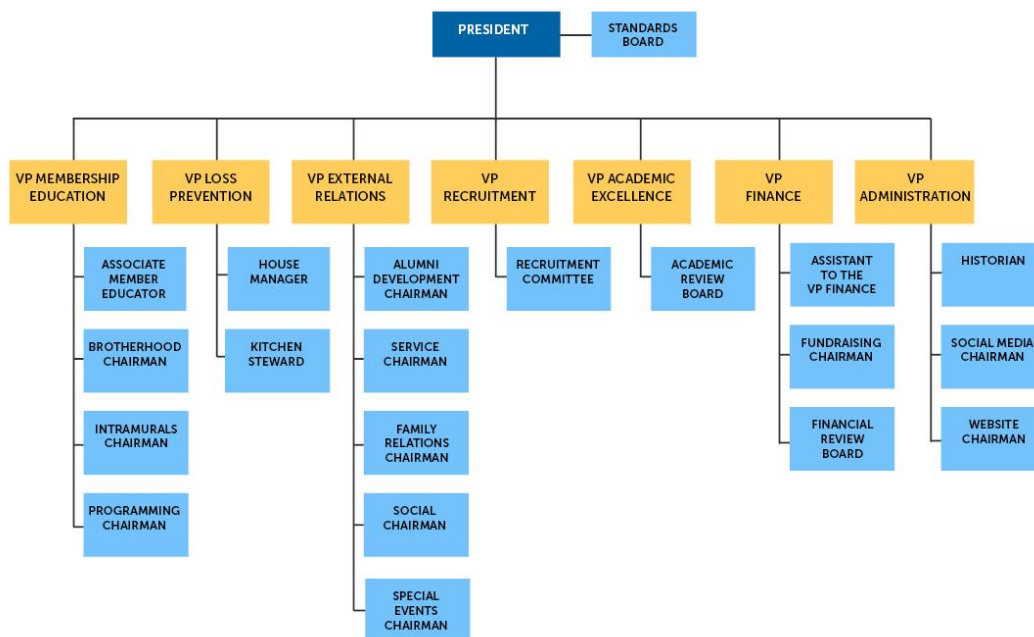 PRESIDENT
STANDARDS
BOARD
VP MEMBERSHIP
EDUCATION
VP LOSS
PREVENTION
VP EXTERNAL
RELATIONS
VP
RECRUITMENT
VP ACADEMIC
EXCELLENCE
VP
FINANCE
VP
ADMINISTRATION
ASSOCIATE
MEMBER
EDUCATOR
BROTHERHOOD
CHAIRMAN
INTRAMURALS
CHAIRMAN
PROGRAMMING
CHAIRMAN
HOUSE
MANAGER
KITCHEN
STEWARD
ALUMNI
DEVELOPMENT
CHAIRMAN
SERVICE
CHAIRMAN
FAMILY
RELATIONS
CHAIRMAN
SOCIAL
CHAIRMAN
SPECIAL
EVENTS
CHAIRMAN
RECRUITMENT
COMMITTEE
ACADEMIC
REVIEW
BOARD
ASSISTANT
TO THE
VP FINANCE
FUNDRAISING
CHAIRMAN
FINANCIAL
REVIEW
BOARD
HISTORIAN
SOCIAL MEDIA
CHAIRMAN
WEBSITE
CHAIRMAN